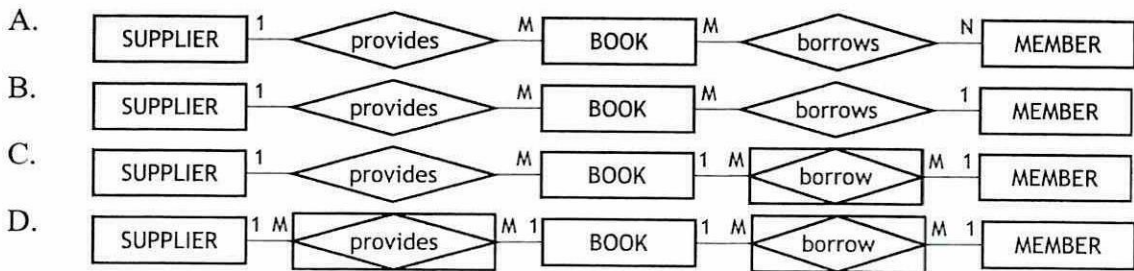 A. SUPPLIER 1 provides M BOOK M borrows N MEMBER
B. SUPPLIER 1 provides M BOOK M borrows 1 MEMBER
C. SUPPLIER 1 provides M BOOK 1 M borrow M 1 MEMBER
D. SUPPLIER 1 M provides M 1 BOOK 1 M borrow M 1 MEMBER